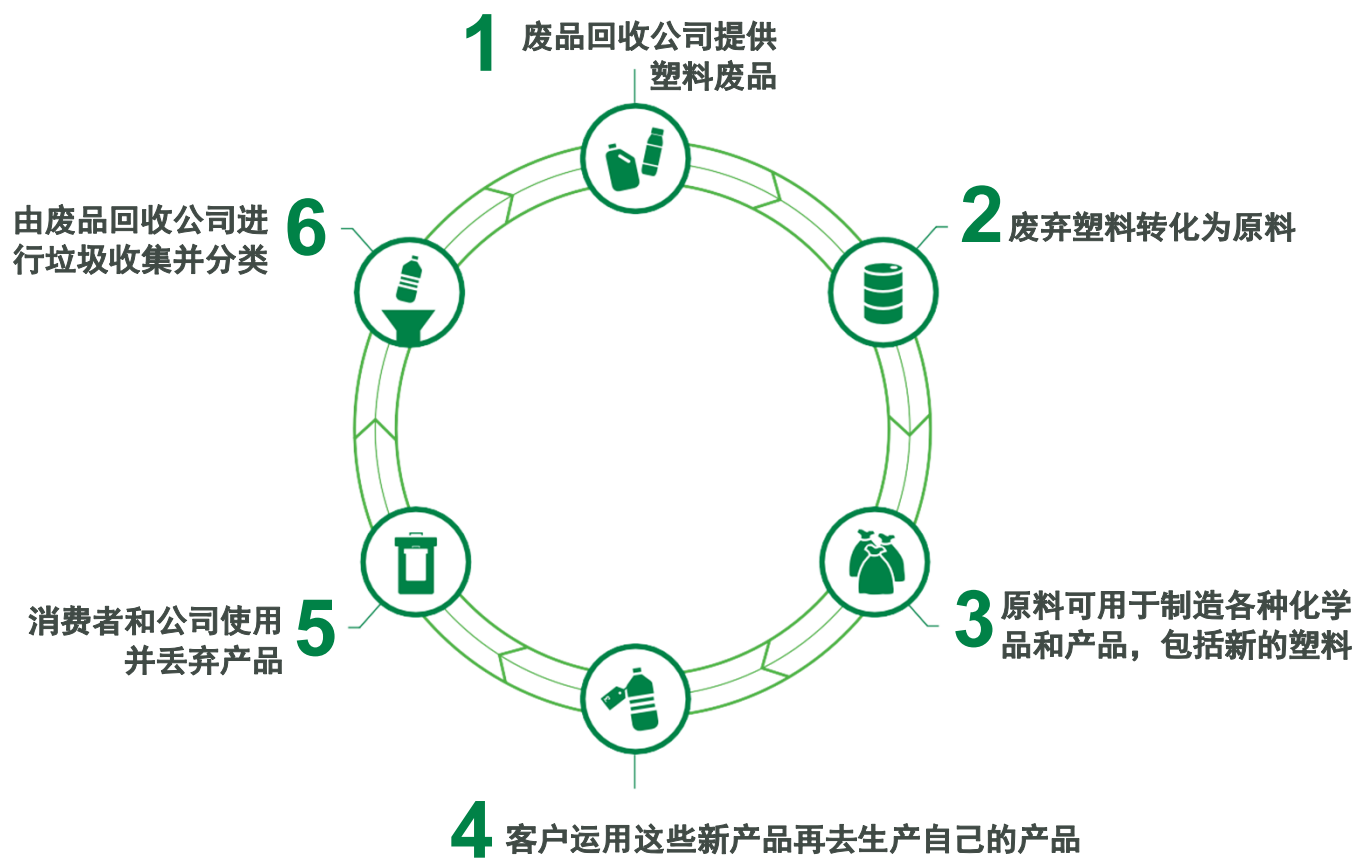 1 废品回收公司提供
塑料废品
2 废弃塑料转化为原料
3 原料可用于制造各种化学
品和产品，包括新的塑料
4 客户运用这些新产品再去生产自己的产品
5 消费者和公司使用
并丢弃产品
6 由废品回收公司进
行垃圾收集并分类